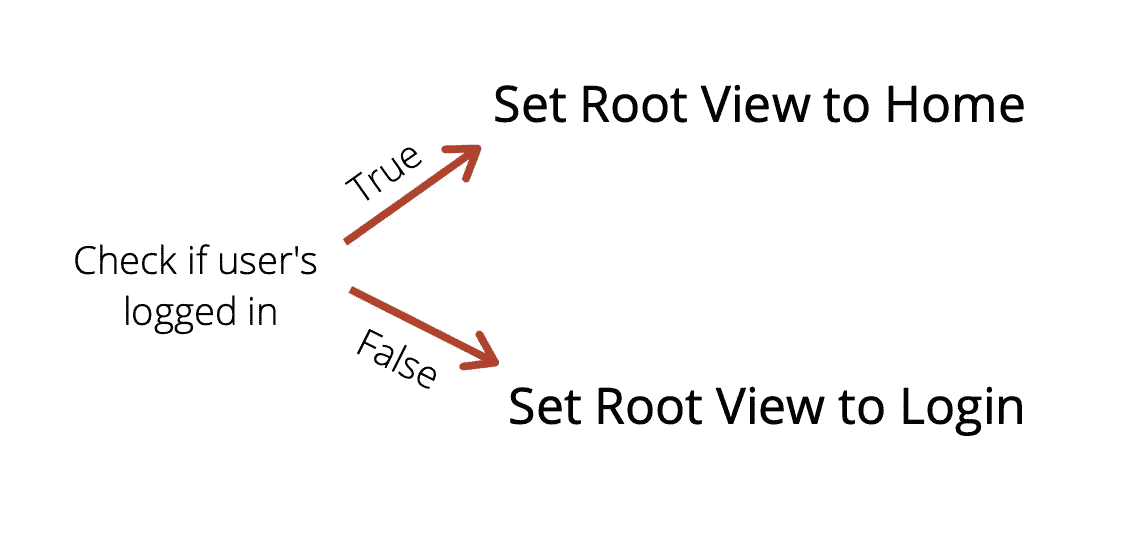 Set Root View to Home
True
Check if user's
logged in
False
Set Root View to Login